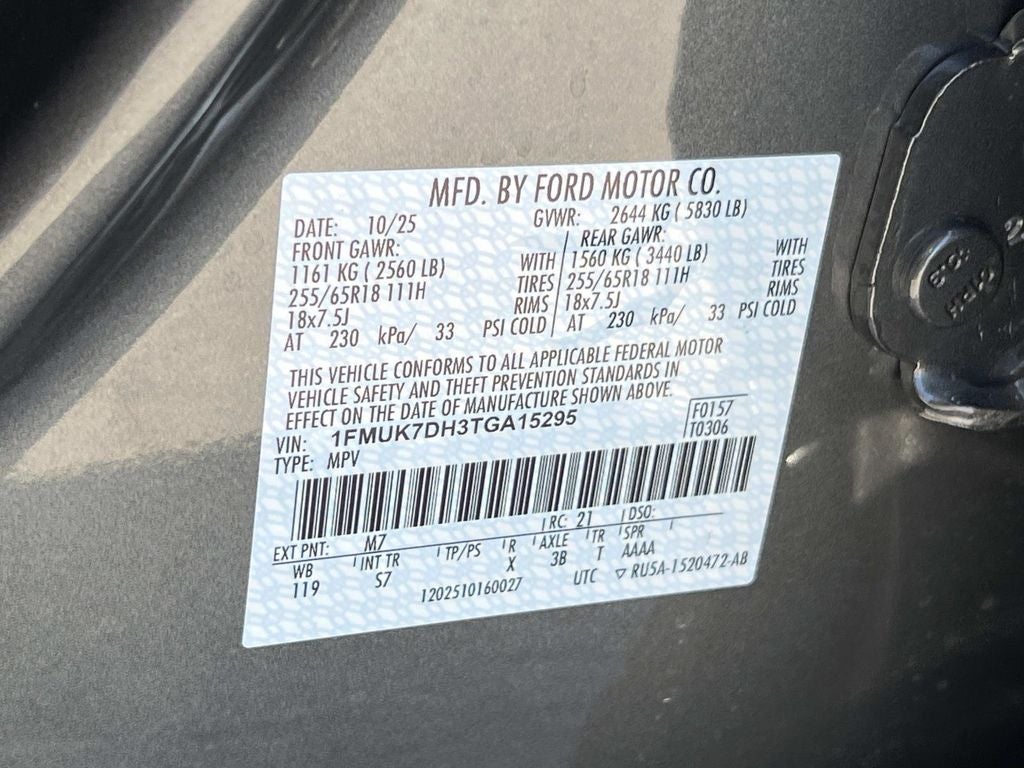 MFD. BY FORD MOTOR CO.
DATE: 10/25 GVWR: 2644 KG ( 5830 LB)
FRONT GAWR: REAR GAWR:
1161 KG ( 2560 LB) WITH 1560 KG ( 3440 LB) WITH
255/65R18 111H TIRES 255/65R18 111H TIRES
18x7.5J RIMS 18x7.5J RIMS
AT 230 kPa/ 33 PSI COLD AT 230 kPa/ 33 PSI COLD
THIS VEHICLE CONFORMS TO ALL APPLICABLE FEDERAL MOTOR
VEHICLE SAFETY AND THEFT PREVENTION STANDARDS IN
EFFECT ON THE DATE OF MANUFACTURE SHOWN ABOVE.
VIN: 1FMUK7DH3TGA15295 F0157
TYPE: MPV T0306
EXT PNT: M7 RC: 21 DSO:
WB INT TR TP/PS R AXLE TR SPR
119 S7 X 3B T AAAA
1202510160027 UTC ▽ RU5A-1520472-AB